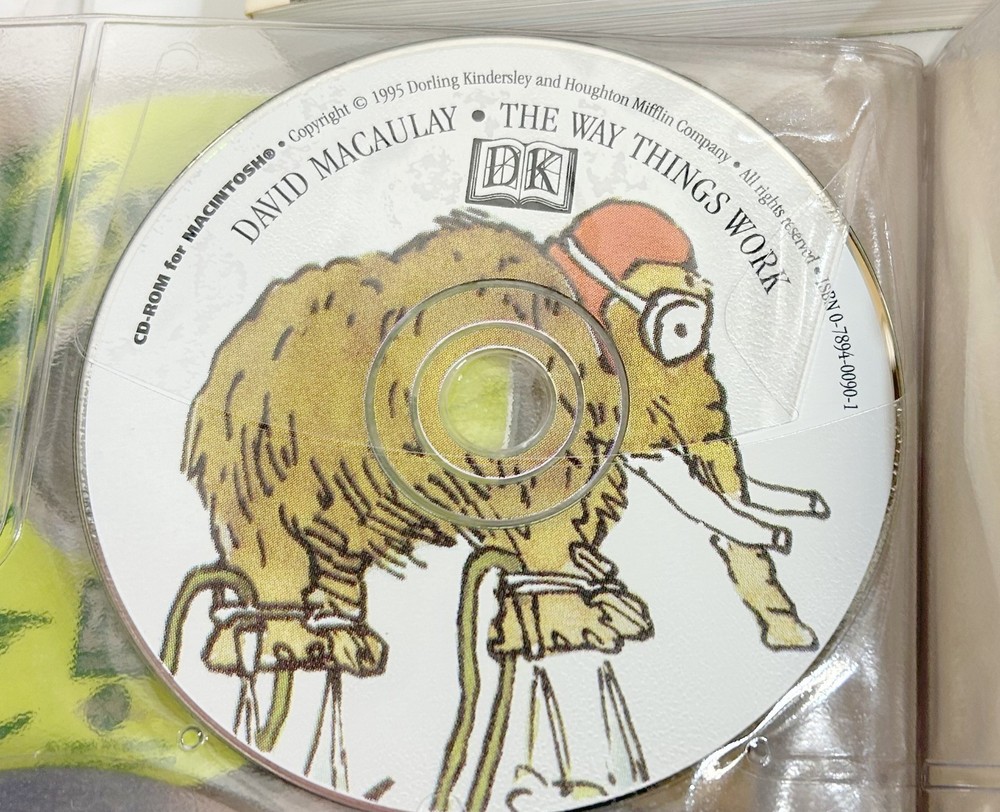 CD-ROM for MACINTOSH® • Copyright © 1995 Dorling Kindersley and Houghton Mifflin Company • All rights reserved • ISBN 0-7894-0090-1
DAVID MACAULAY • THE WAY THINGS WORK
DK